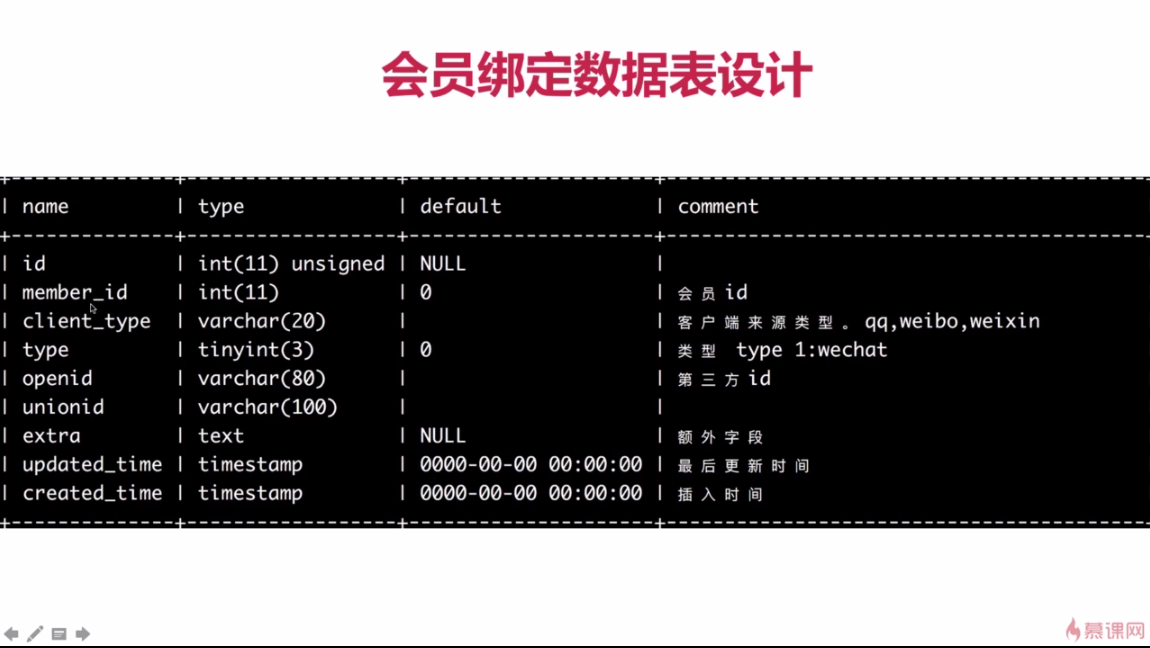 会员绑定数据表设计
| name | type | default | comment
| id | int(11) unsigned | NULL |
| member_id | int(11) | 0 | 会员id
| client_type | varchar(20) | | 客户端来源类型。qq,weibo,weixin
| type | tinyint(3) | 0 | 类型 type 1:wechat
| openid | varchar(80) | | 第三方id
| unionid | varchar(100) | |
| extra | text | NULL | 额外字段
| updated_time | timestamp | 0000-00-00 00:00:00 | 最后更新时间
| created_time | timestamp | 0000-00-00 00:00:00 | 插入时间
慕课网